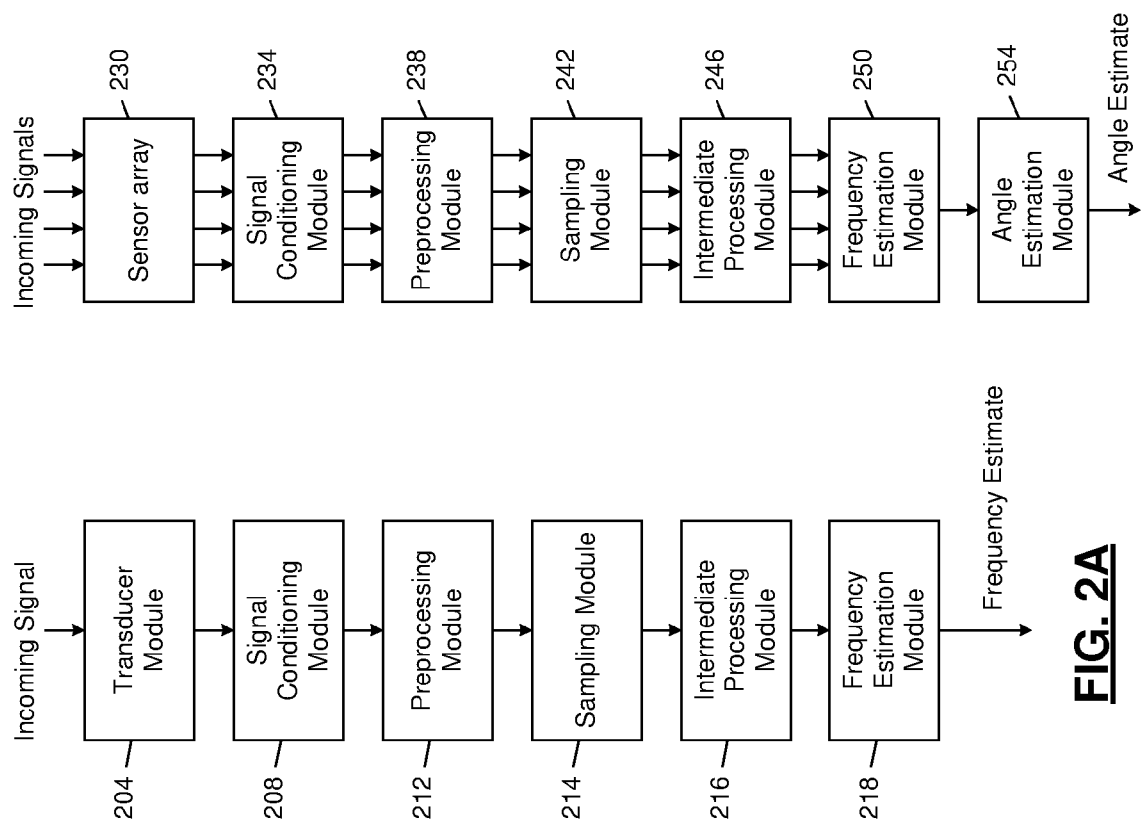 Incoming Signal
204
Transducer
Module
208
Signal
Conditioning
Module
212
Preprocessing
Module
214
Sampling Module
216
Intermediate
Processing
Module
218
Frequency
Estimation
Module
Frequency Estimate
Incoming Signals
230
Sensor array
234
Signal
Conditioning
Module
238
Preprocessing
Module
242
Sampling
Module
246
Intermediate
Processing
Module
250
Frequency
Estimation
Module
254
Angle
Estimation
Module
Angle Estimate
FIG. 2A